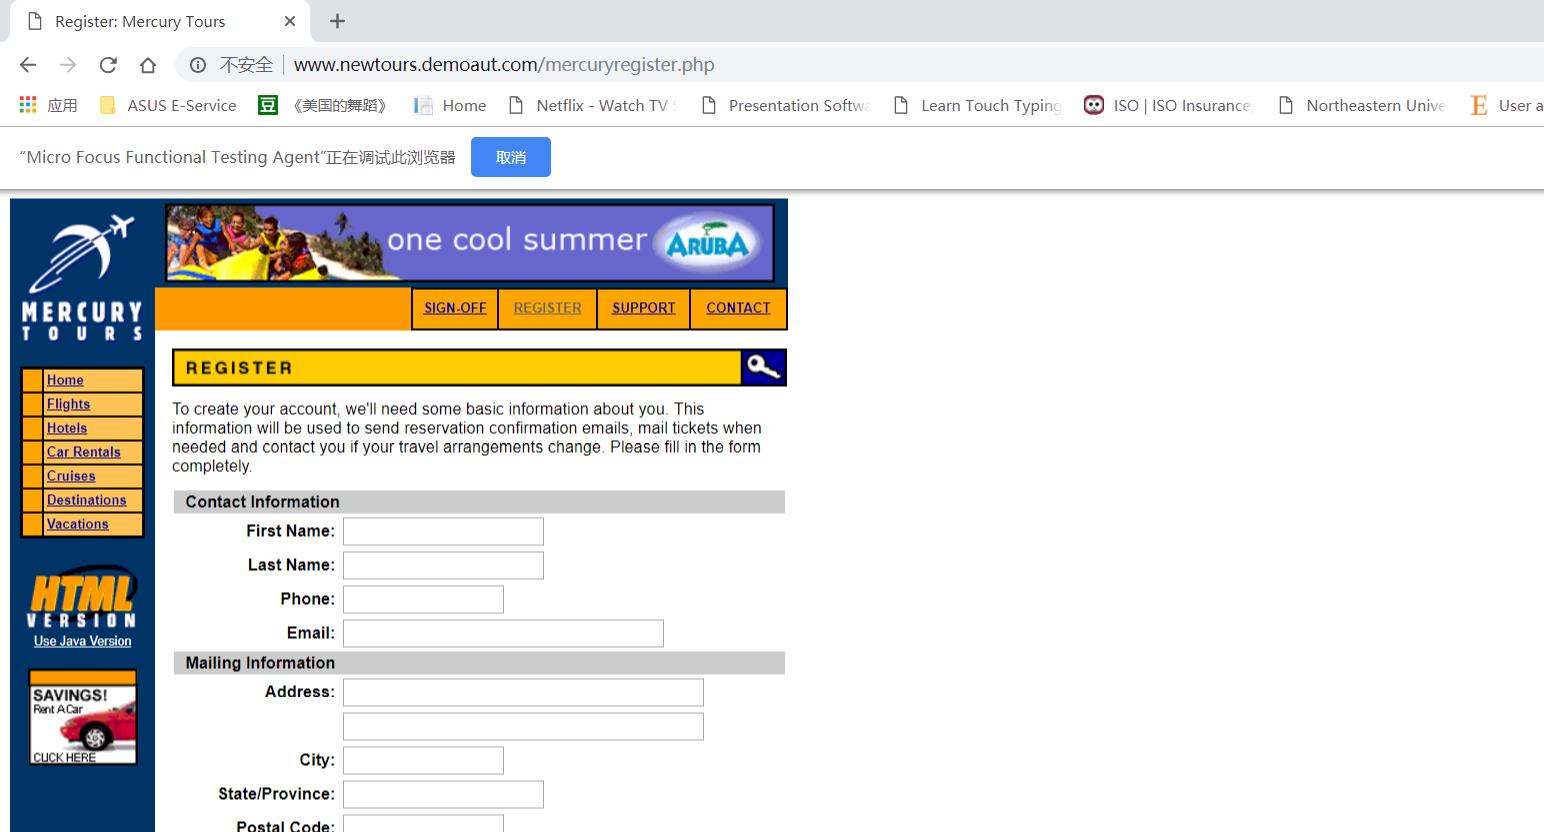 Register: Mercury Tours
不安全 www.newtours.demoaut.com/mercuryregister.php
应用 ASUS E-Service 豆 《美国的舞蹈》 Home Netflix - Watch TV S Presentation Softwa Learn Touch Typing ISO | ISO Insurance, Northeastern Unive E User a
“Micro Focus Functional Testing Agent”正在调试此浏览器 取消
one cool summer ARUBA
MERCURY
TOURS
SIGN-OFF REGISTER SUPPORT CONTACT
REGISTER
Home
Flights
Hotels
Car Rentals
Cruises
Destinations
Vacations
HTML
VERSION
Use Java Version
SAVINGS!
Rent A Car
CLICK HERE
To create your account, we'll need some basic information about you. This
information will be used to send reservation confirmation emails, mail tickets when
needed and contact you if your travel arrangements change. Please fill in the form
completely.
Contact Information
First Name:
Last Name:
Phone:
Email:
Mailing Information
Address:
City:
State/Province:
Postal Code: